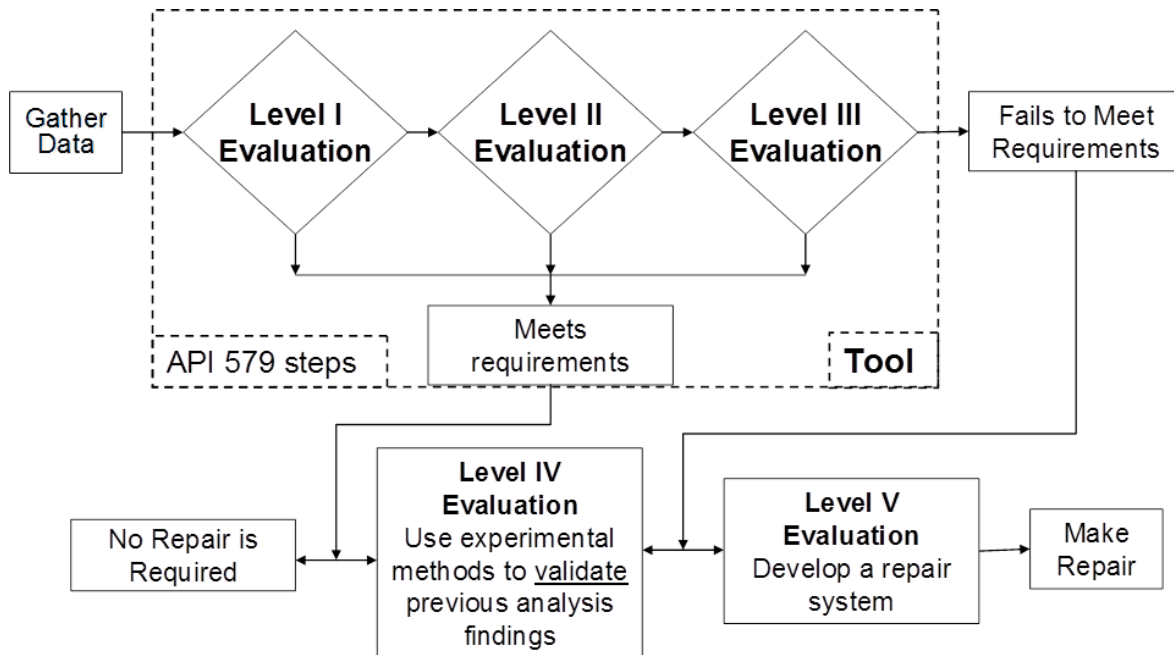 Gather
Data
Level I
Evaluation
Level II
Evaluation
Level III
Evaluation
Fails to Meet
Requirements
Meets
requirements
API 579 steps
Tool
No Repair is
Required
Level IV
Evaluation
Use experimental
methods to validate
previous analysis
findings
Level V
Evaluation
Develop a repair
system
Make
Repair